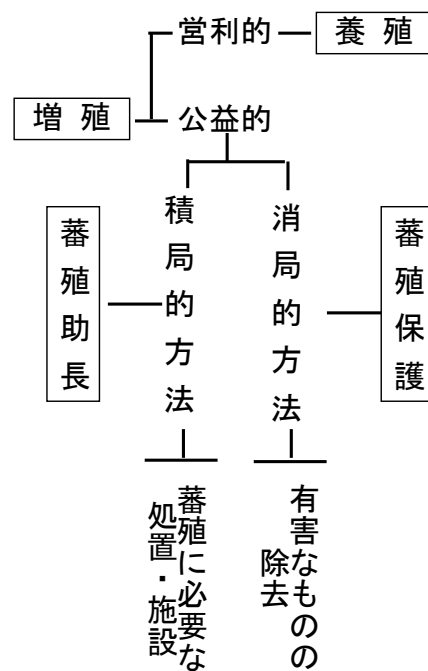 営利的
養殖
増殖
公益的
積局的方法
消局的方法
蕃殖助長
蕃殖保護
蕃殖に必要な
処置・施設
有害なものの
除去